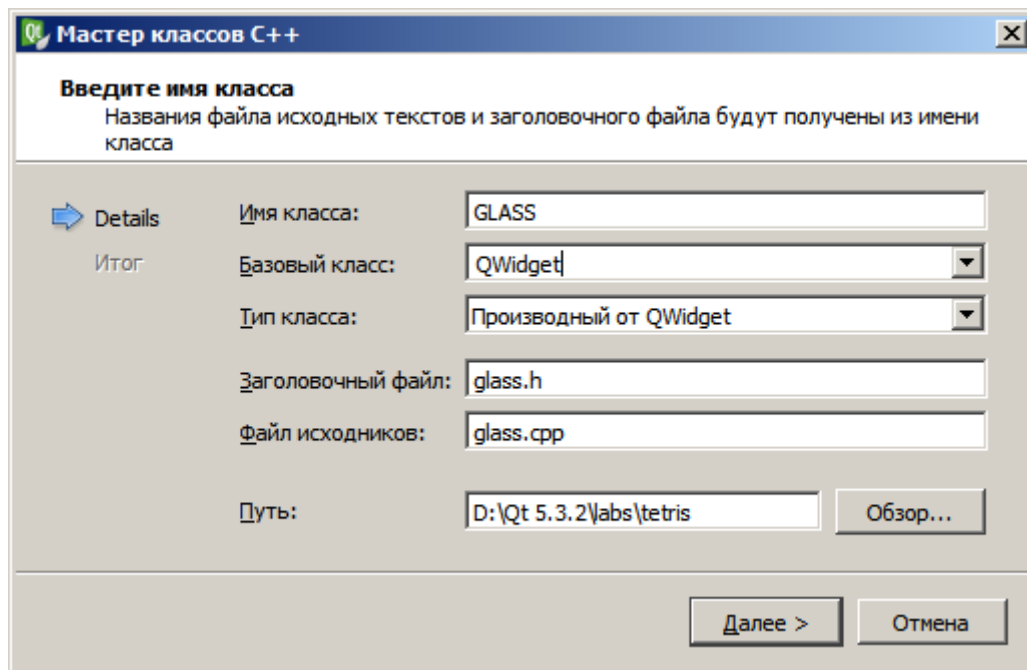 Мастер классов C++
Введите имя класса
Названия файла исходных текстов и заголовочного файла будут получены из имени
класса
Details
Итог
Имя класса: GLASS
Базовый класс: QWidget
Тип класса: Производный от QWidget
Заголовочный файл: glass.h
Файл исходников: glass.cpp
Путь: D:\Qt 5.3.2\labs\tetris Обзор...
Далее > Отмена